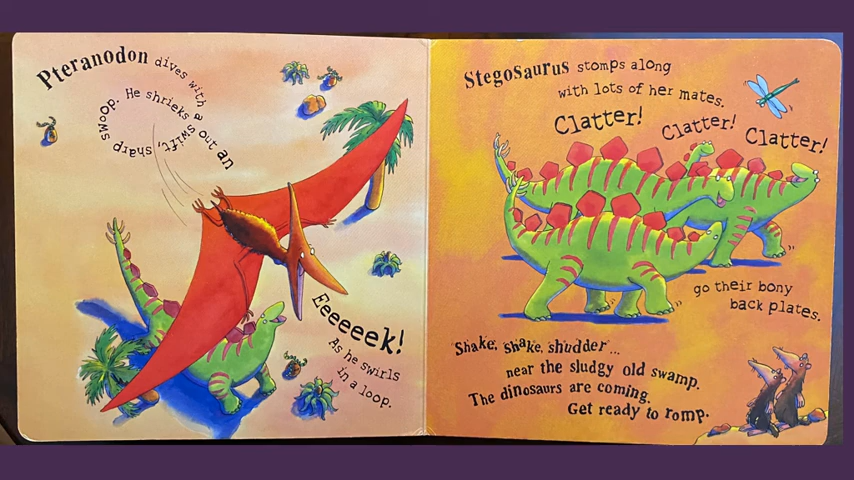 Pteranodon dives with a swift, sharp swoop. He shrieks out an
Eeeeeek!
As he swirls
in a loop.
Stegosaurus stomps along
with lots of her mates.
Clatter! Clatter! Clatter!
go their bony
back plates.
"Shake, shake, shudder...
near the sludgy old swamp.
The dinosaurs are coming.
Get ready to romp.